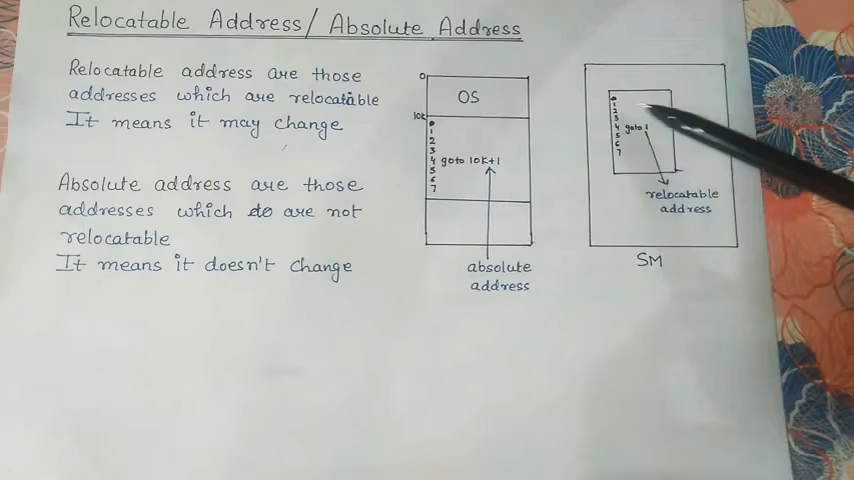 Relocatable Address/ Absolute Address
Relocatable address are those
addresses which are relocatable
It means it may change
Absolute address are those
addresses which are not
relocatable
It means it doesn't change
0
OS
10K
0
1
2
3
4 goto 10K+1
5
6
7
absolute
address
0
1
2
3
4 goto 1
5
6
7
relocatable
address
SM